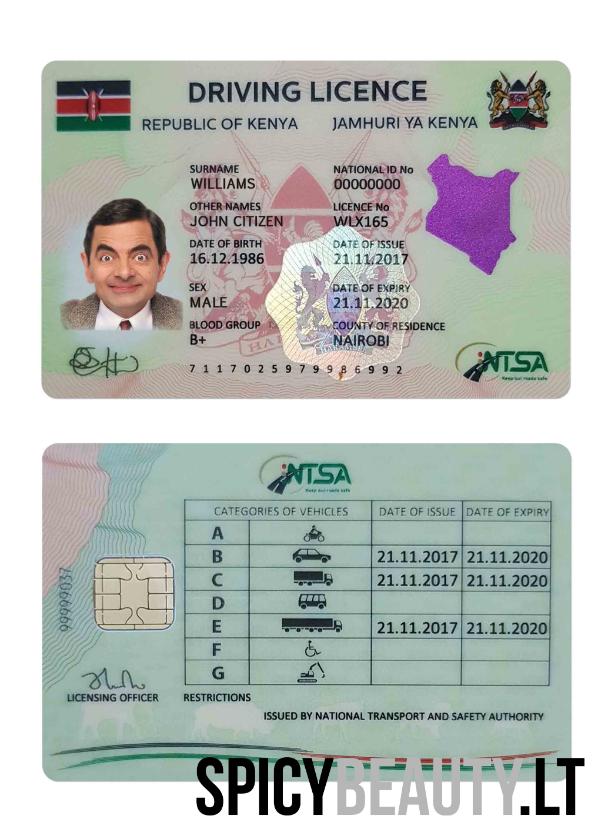 DRIVING LICENCE
REPUBLIC OF KENYA JAMHURI YA KENYA
SURNAME NATIONAL ID No
WILLIAMS 00000000
OTHER NAMES LICENCE No
JOHN CITIZEN WLX165
DATE OF BIRTH DATE OF ISSUE
16.12.1986 21.11.2017
SEX DATE OF EXPIRY
MALE 21.11.2020
BLOOD GROUP COUNTY OF RESIDENCE
B+ NAIROBI
HARAMBEE
NTSA
Keep our roads safe
7 1 1 7 0 2 5 9 7 9 9 8 6 9 9 2
NTSA
Keep our roads safe
CATEGORIES OF VEHICLES DATE OF ISSUE DATE OF EXPIRY
A
B 21.11.2017 21.11.2020
C 21.11.2017 21.11.2020
D
E 21.11.2017 21.11.2020
F
G
99999037
LICENSING OFFICER RESTRICTIONS
ISSUED BY NATIONAL TRANSPORT AND SAFETY AUTHORITY
SPICYBEAUTY.LT